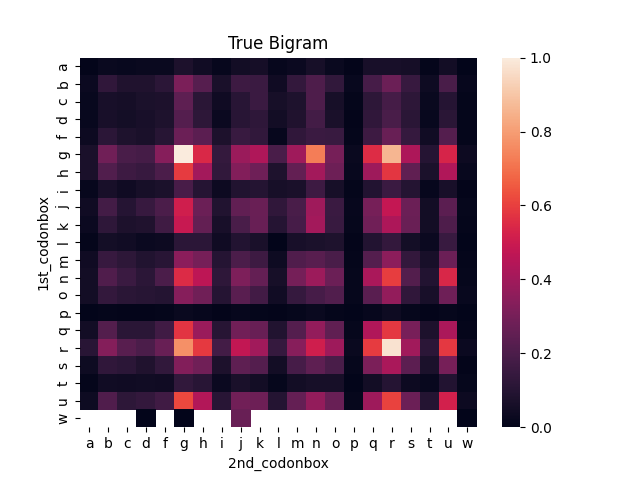 True Bigram
1st_codonbox
a
b
c
d
f
g
h
i
j
k
l
m
n
o
p
q
r
s
t
u
w
a b c d f g h i j k l m n o p q r s t u w
2nd_codonbox
1.0
0.8
0.6
0.4
0.2
0.0